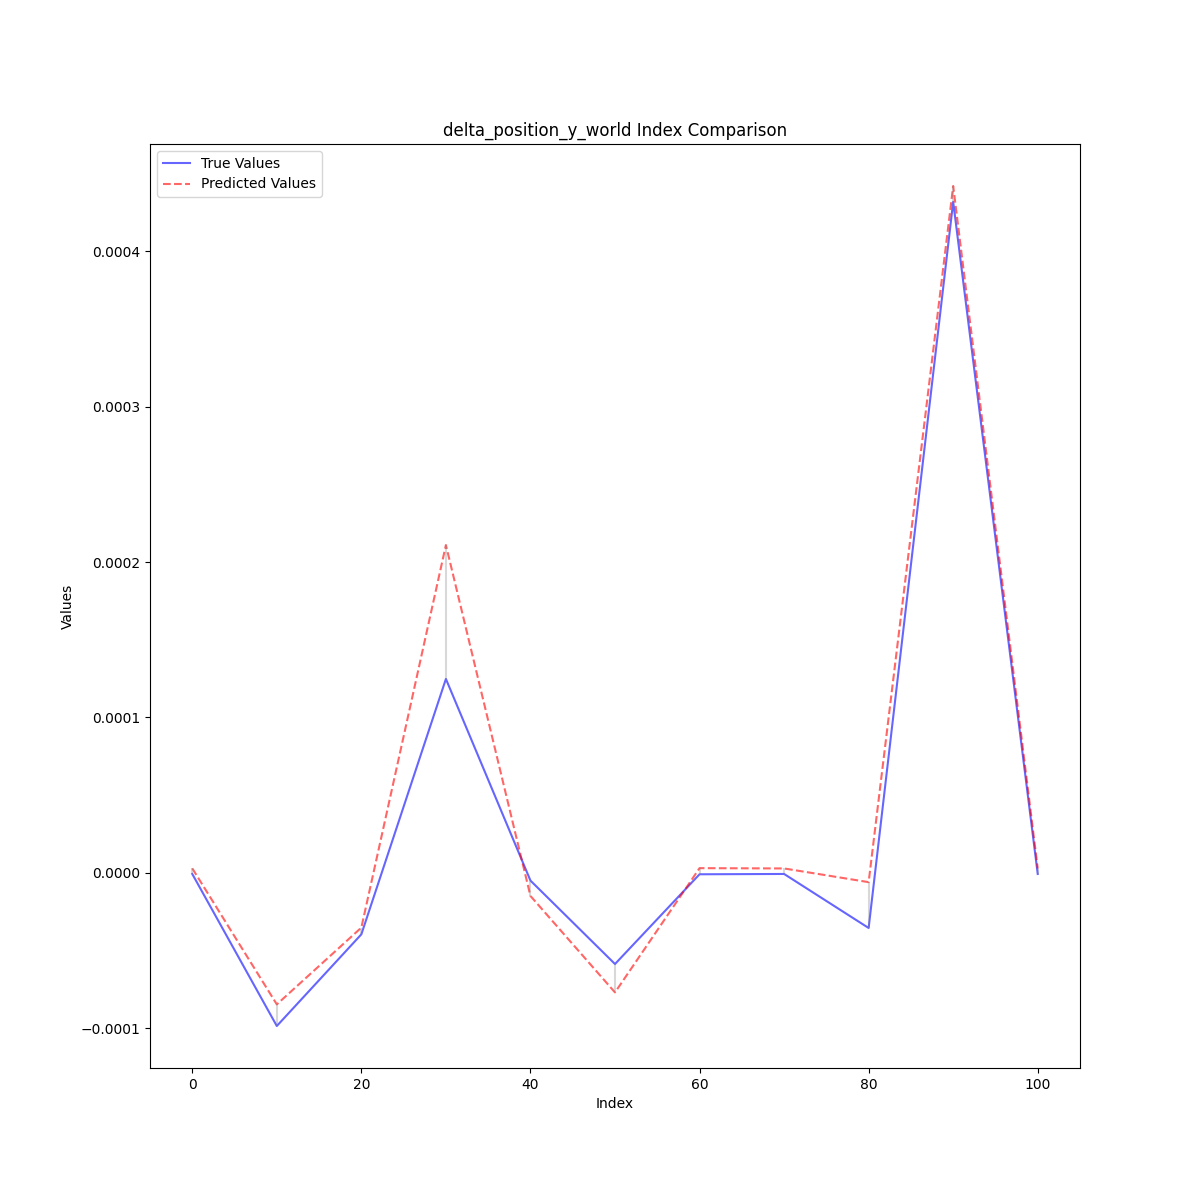 delta_position_y_world Index Comparison
True Values
Predicted Values
0.0004
0.0003
0.0002
0.0001
0.0000
−0.0001
Values
0 20 40 60 80 100
Index